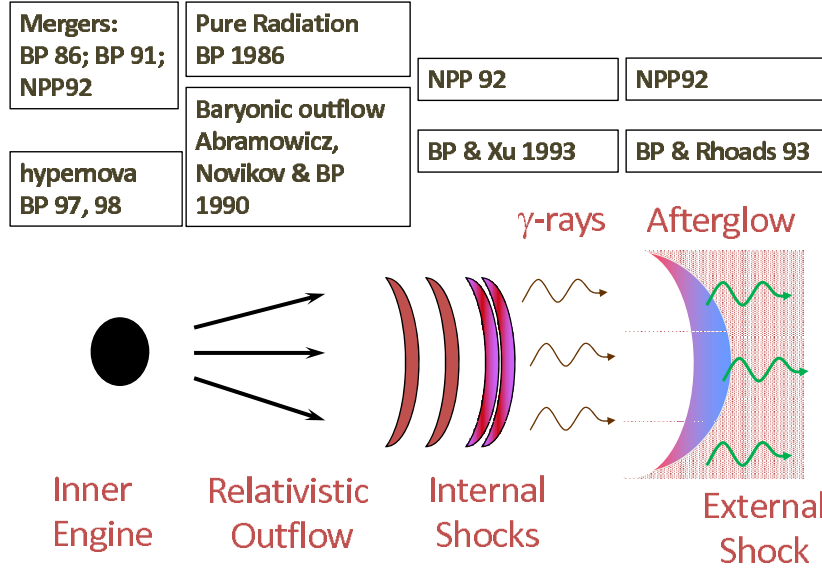 Mergers:
BP 86; BP 91;
NPP92
Pure Radiation
BP 1986
NPP 92
NPP92
Baryonic outflow
Abramowicz,
Novikov & BP
1990
BP & Xu 1993
BP & Rhoads 93
hypernova
BP 97, 98
γ-rays
Afterglow
Inner
Engine
Relativistic
Outflow
Internal
Shocks
External
Shock